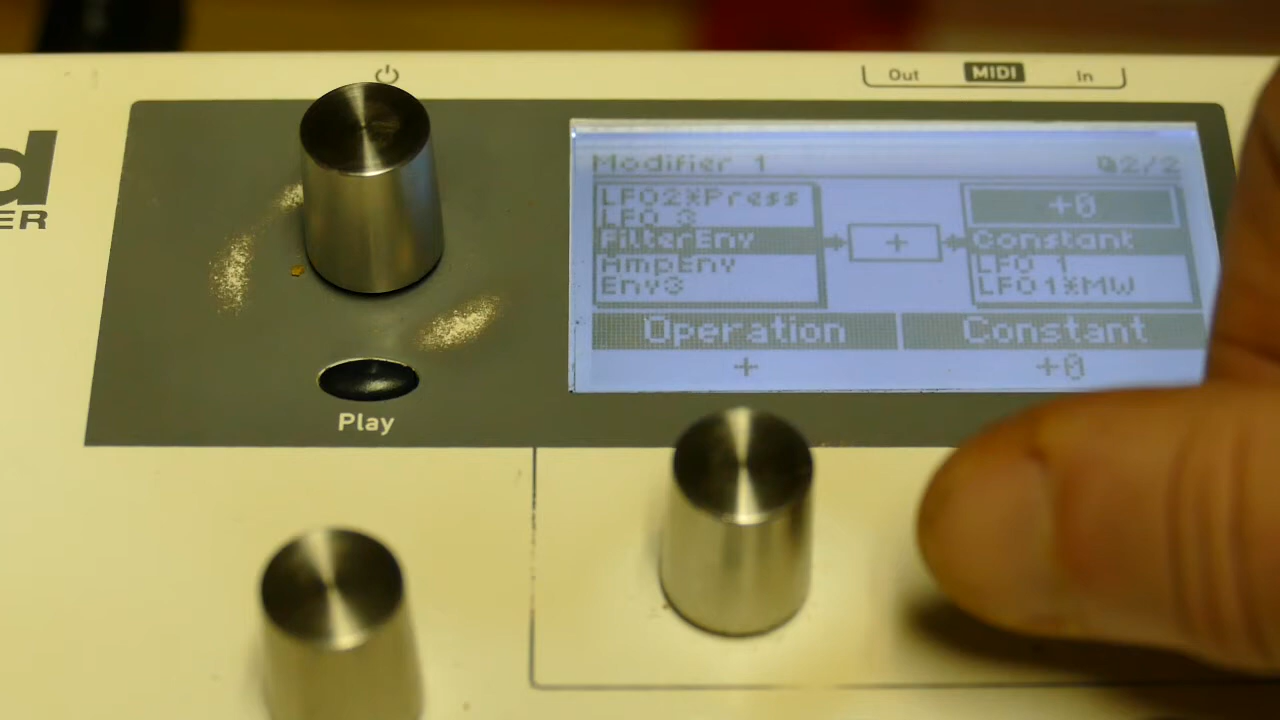 Out MIDI In
d
ER
Modifier 1 2/2
LFO2*Press
LFO 3
FilterEnv
AmpEnv
Env3
+
+0
Constant
LFO 1
LFO1*MW
Operation Constant
+ +0
Play